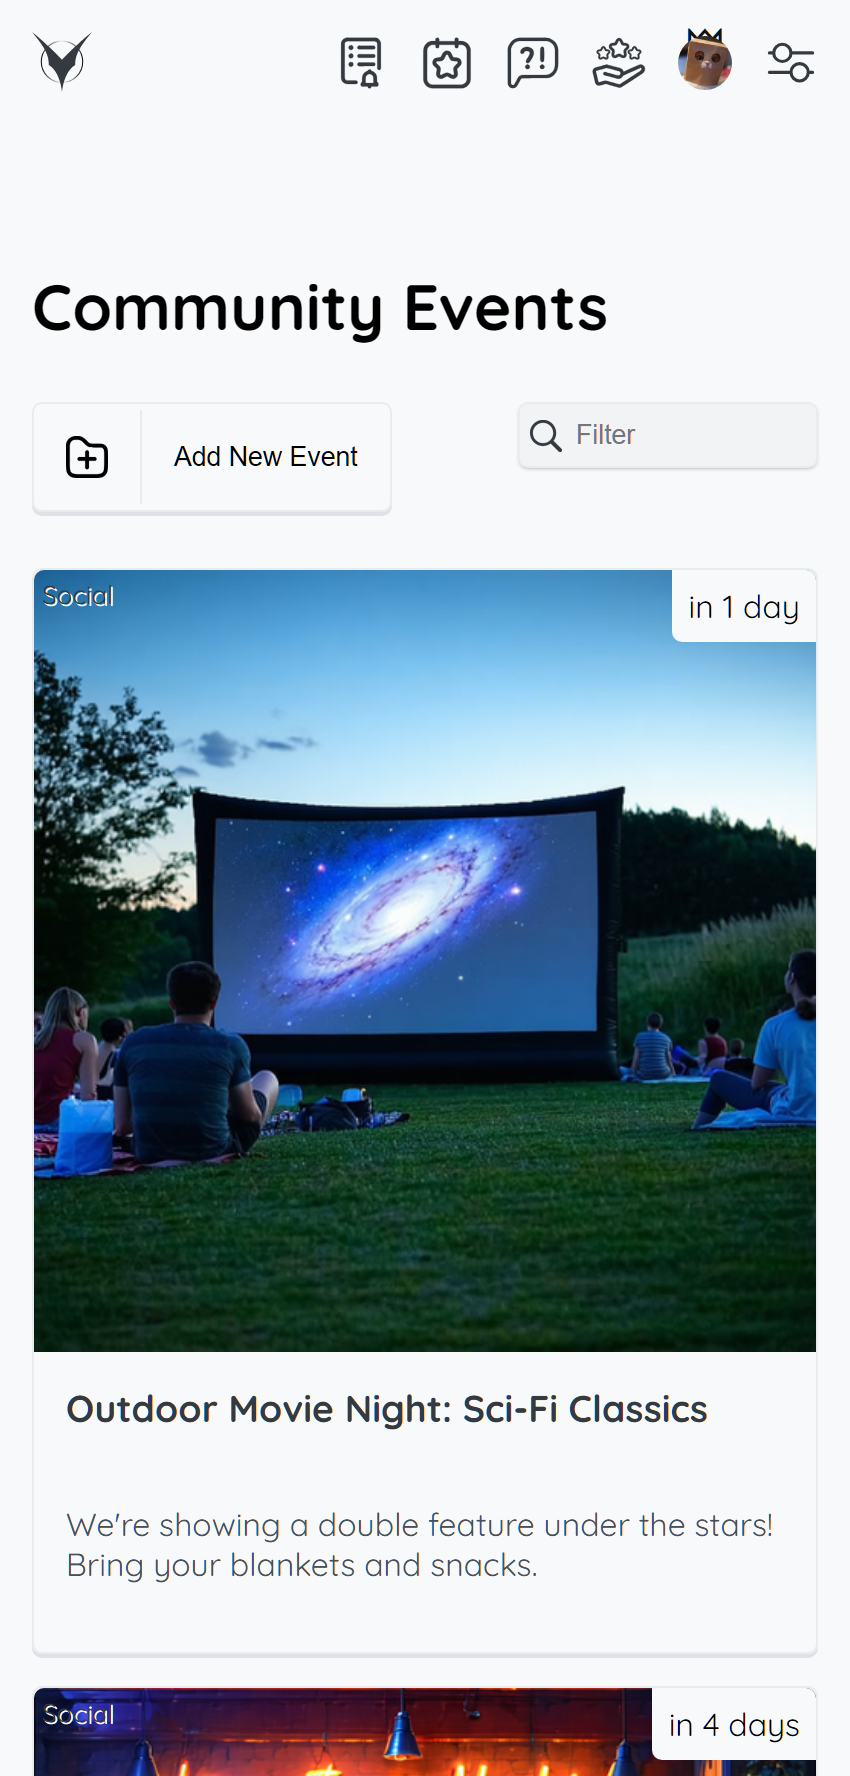 ?!
Community Events
Add New Event
Filter
Social
in 1 day
Outdoor Movie Night: Sci-Fi Classics
We're showing a double feature under the stars!
Bring your blankets and snacks.
Social
in 4 days